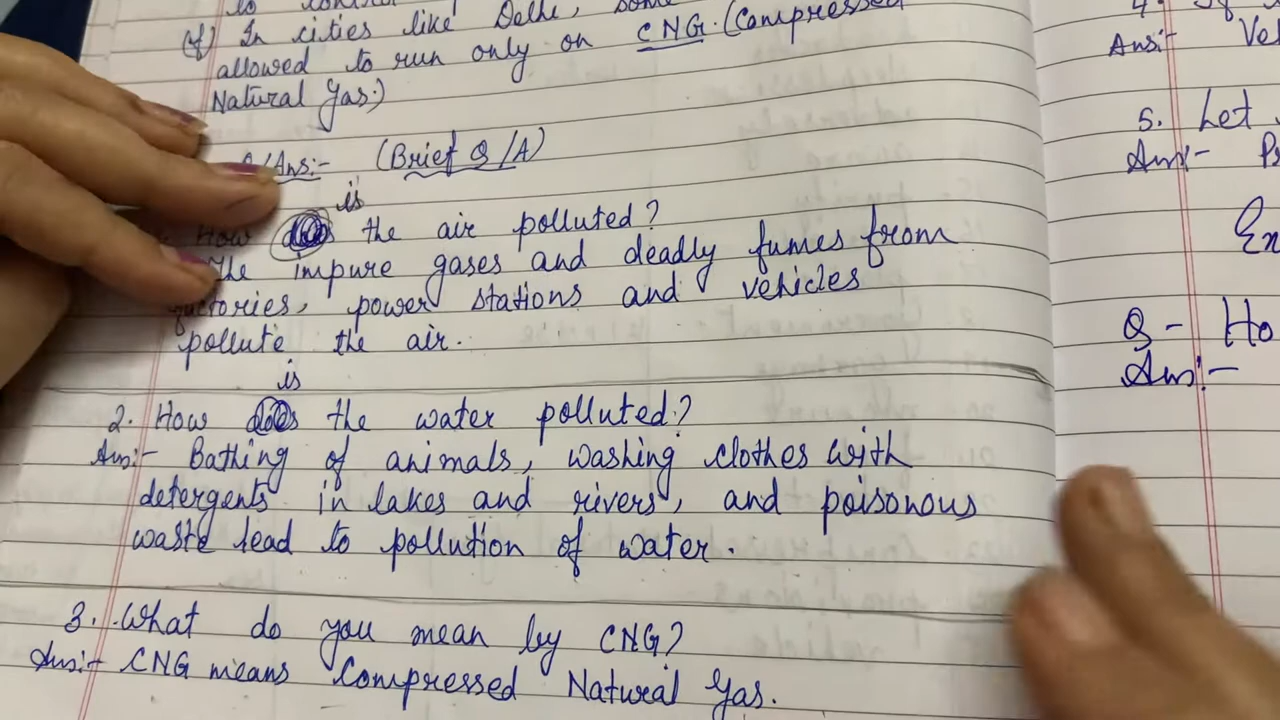 (f) In cities like Delhi, some
allowed to run only on CNG (Compressed
Natural Gas.)
Ans:- (Brief Q/A)
is
How the air polluted?
The impure gases and deadly fumes from
factories, power stations and vehicles
pollute the air.
is
2. How the water polluted?
Ans:- Bathing of animals, washing clothes with
detergents in lakes and rivers, and poisonous
waste lead to pollution of water.
3. What do you mean by CNG?
Ans:- CNG means Compressed Natural Gas.
Ans:-
5. Let
Ans:-
Q- Ho
Ans:-